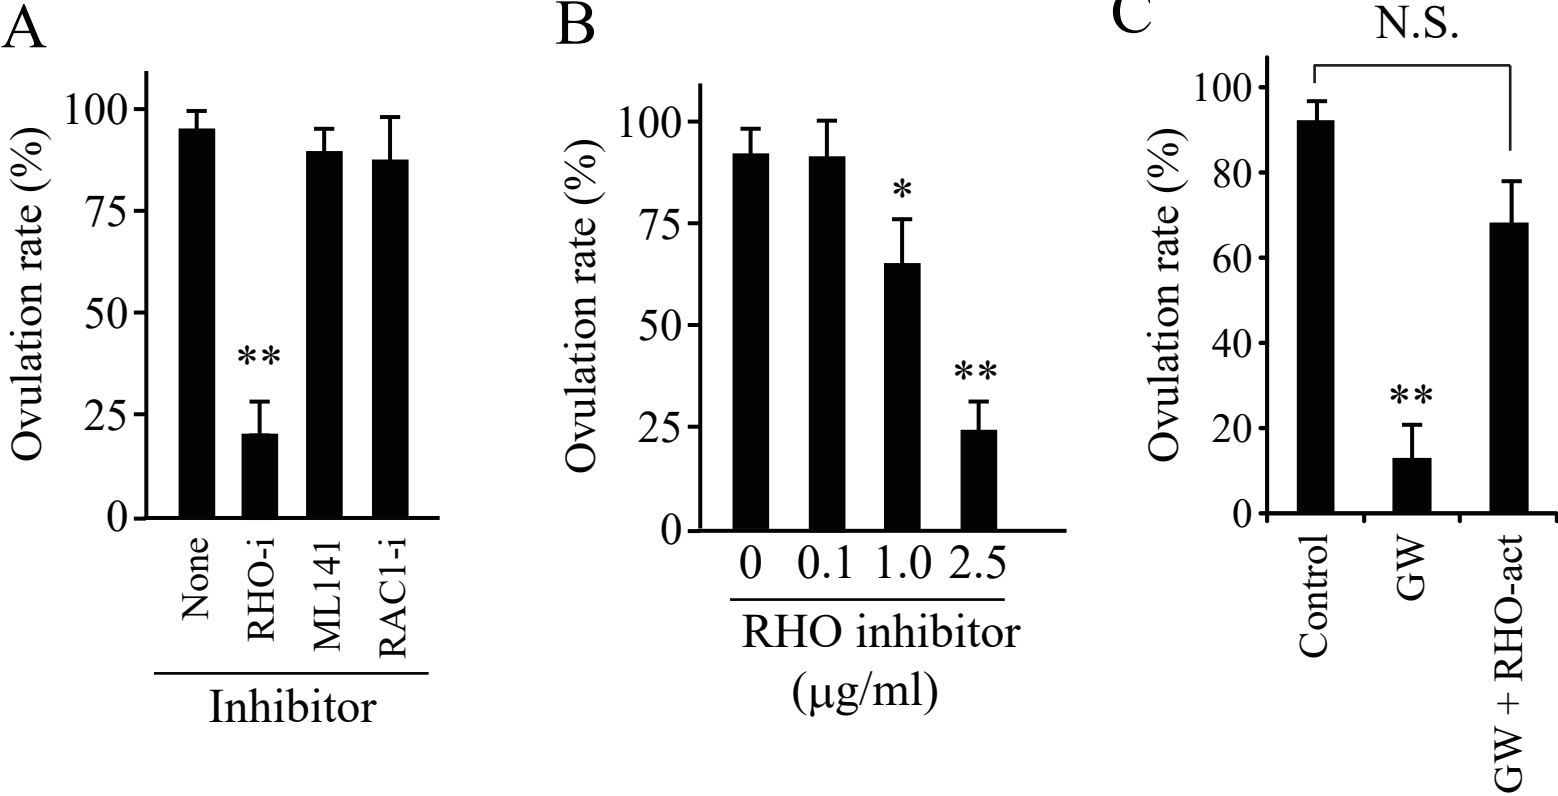 A
Ovulation rate (%)
100
75
50
25
0
**
None
RHO-i
ML141
RAC1-i
Inhibitor
B
Ovulation rate (%)
100
75
50
25
0
*
**
0 0.1 1.0 2.5
RHO inhibitor
(μg/ml)
C
N.S.
Ovulation rate (%)
100
80
60
40
20
0
**
Control
GW
GW + RHO-act